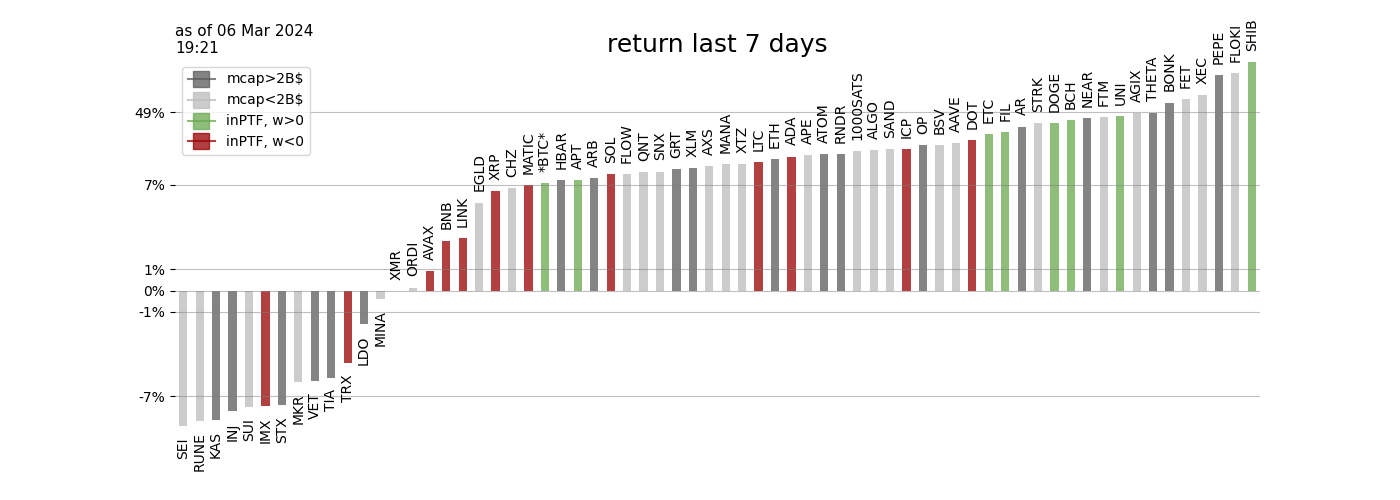 as of 06 Mar 2024
19:21
return last 7 days
mcap>2B$
mcap<2B$
inPTF, w>0
inPTF, w<0
49%
7%
1%
0%
-1%
-7%
SEI
RUNE
KAS
INJ
SUI
IMX
STX
MKR
VET
TIA
TRX
LDO
MINA
XMR
ORDI
AVAX
BNB
LINK
EGLD
XRP
CHZ
MATIC
*BTC*
HBAR
APT
ARB
SOL
FLOW
QNT
SNX
GRT
XLM
AXS
MANA
XTZ
LTC
ETH
ADA
APE
ATOM
RNDR
1000SATS
ALGO
SAND
ICP
OP
BSV
AAVE
DOT
ETC
FIL
AR
STRK
DOGE
BCH
NEAR
FTM
UNI
AGIX
THETA
BONK
FET
XEC
PEPE
FLOKI
SHIB